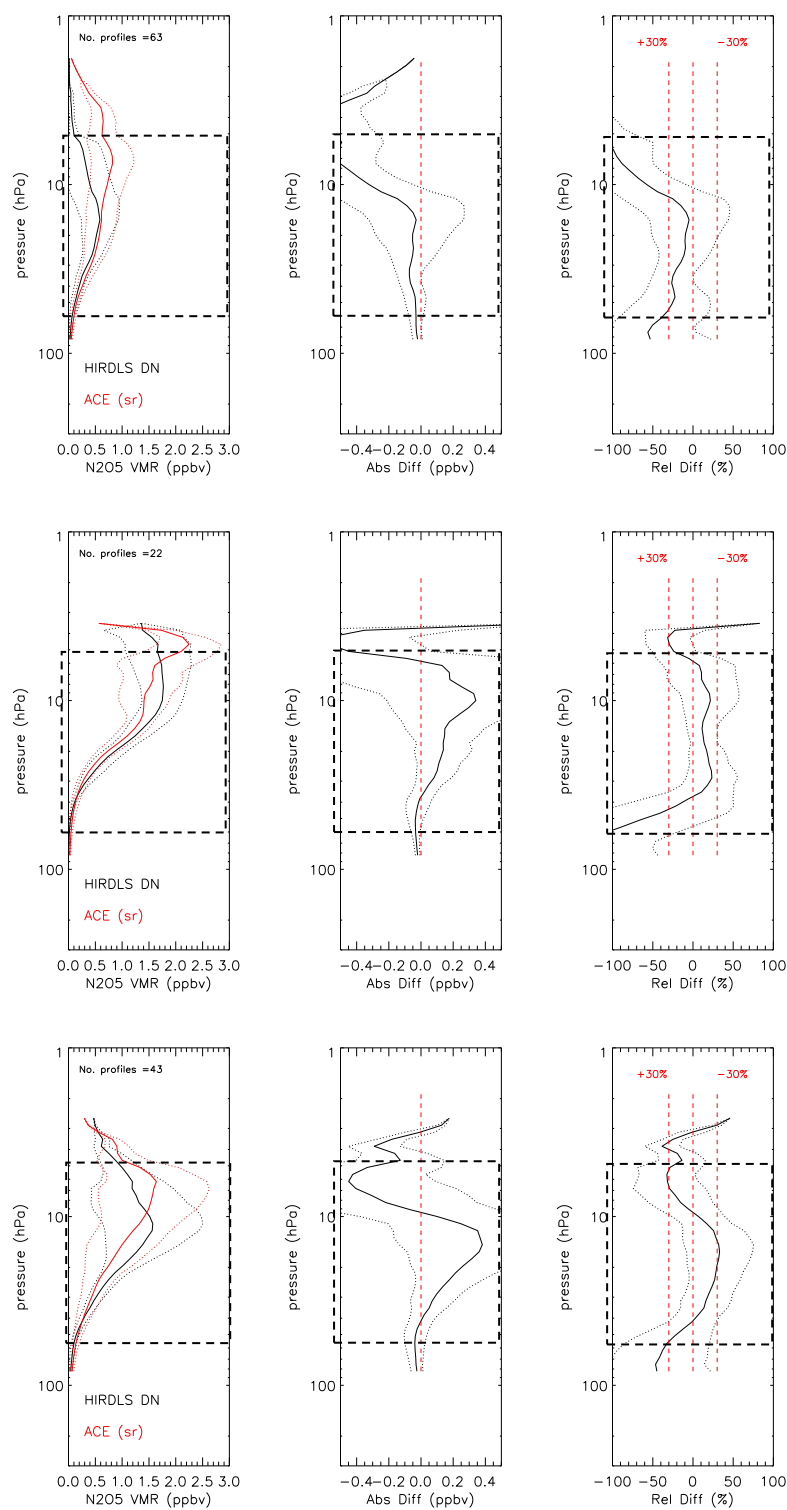 No. profiles =63
+30% −30%
1
10
100
pressure (hPa)
HIRDLS DN
ACE (sr)
0.0 0.5 1.0 1.5 2.0 2.5 3.0
N2O5 VMR (ppbv)
1
10
100
pressure (hPa)
−0.4−0.2 0.0 0.2 0.4
Abs Diff (ppbv)
1
10
100
pressure (hPa)
−100 −50 0 50 100
Rel Diff (%)
No. profiles =22
+30% −30%
1
10
100
pressure (hPa)
HIRDLS DN
ACE (sr)
0.0 0.5 1.0 1.5 2.0 2.5 3.0
N2O5 VMR (ppbv)
1
10
100
pressure (hPa)
−0.4−0.2 0.0 0.2 0.4
Abs Diff (ppbv)
1
10
100
pressure (hPa)
−100 −50 0 50 100
Rel Diff (%)
No. profiles =43
+30% −30%
1
10
100
pressure (hPa)
HIRDLS DN
ACE (sr)
0.0 0.5 1.0 1.5 2.0 2.5 3.0
N2O5 VMR (ppbv)
1
10
100
pressure (hPa)
−0.4−0.2 0.0 0.2 0.4
Abs Diff (ppbv)
1
10
100
pressure (hPa)
−100 −50 0 50 100
Rel Diff (%)